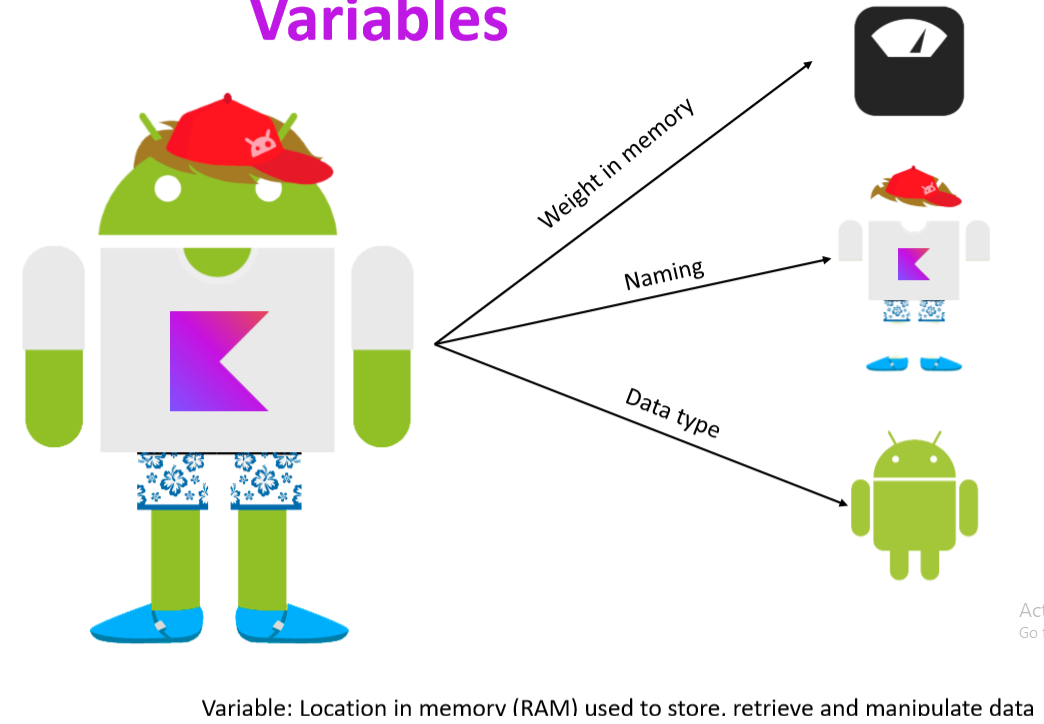 Variables
Weight in memory
Naming
Data type
Go
Variable: Location in memory (RAM) used to store, retrieve and manipulate data